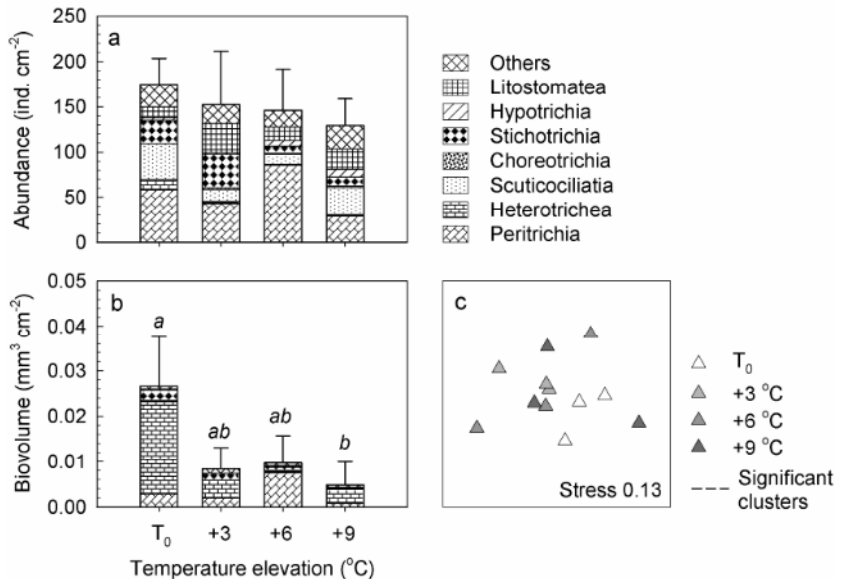 250
200
150
100
50
0
Abundance (ind. cm⁻²)
a
Others
Litostomatea
Hypotrichia
Stichotrichia
Choreotrichia
Scuticociliatia
Heterotrichea
Peritrichia
0.05
0.04
0.03
0.02
0.01
0.00
Biovolume (mm³ cm⁻²)
b
a
ab
ab
b
T₀ +3 +6 +9
Temperature elevation (°C)
c
Stress 0.13
T₀
+3 °C
+6 °C
+9 °C
Significant
clusters